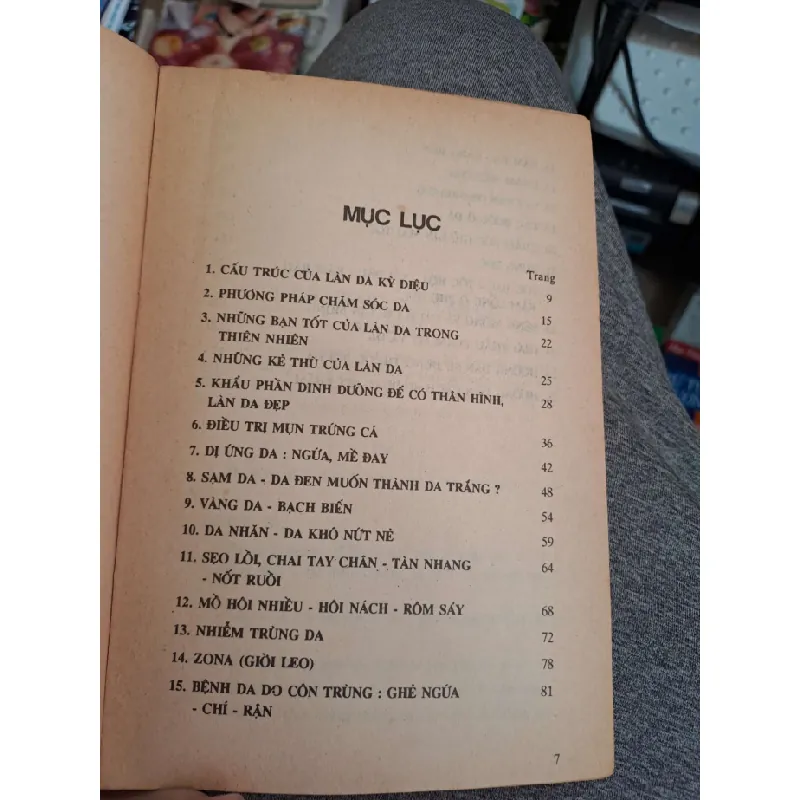 MỤC LỤC
Trang
1. CẤU TRÚC CỦA LÀN DA KỲ DIỆU 9
2. PHƯƠNG PHÁP CHĂM SÓC DA 15
3. NHỮNG BẠN TỐT CỦA LÀN DA TRONG 22
THIÊN NHIÊN
4. NHỮNG KẺ THÙ CỦA LÀN DA 25
5. KHẨU PHẦN DINH DƯỠNG ĐỂ CÓ THÂN HÌNH, 28
LÀN DA ĐẸP
6. ĐIỀU TRỊ MỤN TRỨNG CÁ 36
7. DỊ ỨNG DA : NGỨA, MỀ ĐAY 42
8. SẠM DA - DA ĐEN MUỐN THÀNH DA TRẮNG ? 48
9. VÀNG DA - BẠCH BIẾN 54
10. DA NHĂN - DA KHÔ NỨT NẺ 59
11. SẸO LỒI, CHAI TAY CHÂN - TÀN NHANG 64
- NỐT RUỒI
12. MỒ HÔI NHIỀU - HÔI NÁCH - RÔM SẢY 68
13. NHIỄM TRÙNG DA 72
14. ZONA (GIỜI LEO) 78
15. BỆNH DA DO CÔN TRÙNG : GHẺ NGỨA 81
- CHÍ - RẬN
7